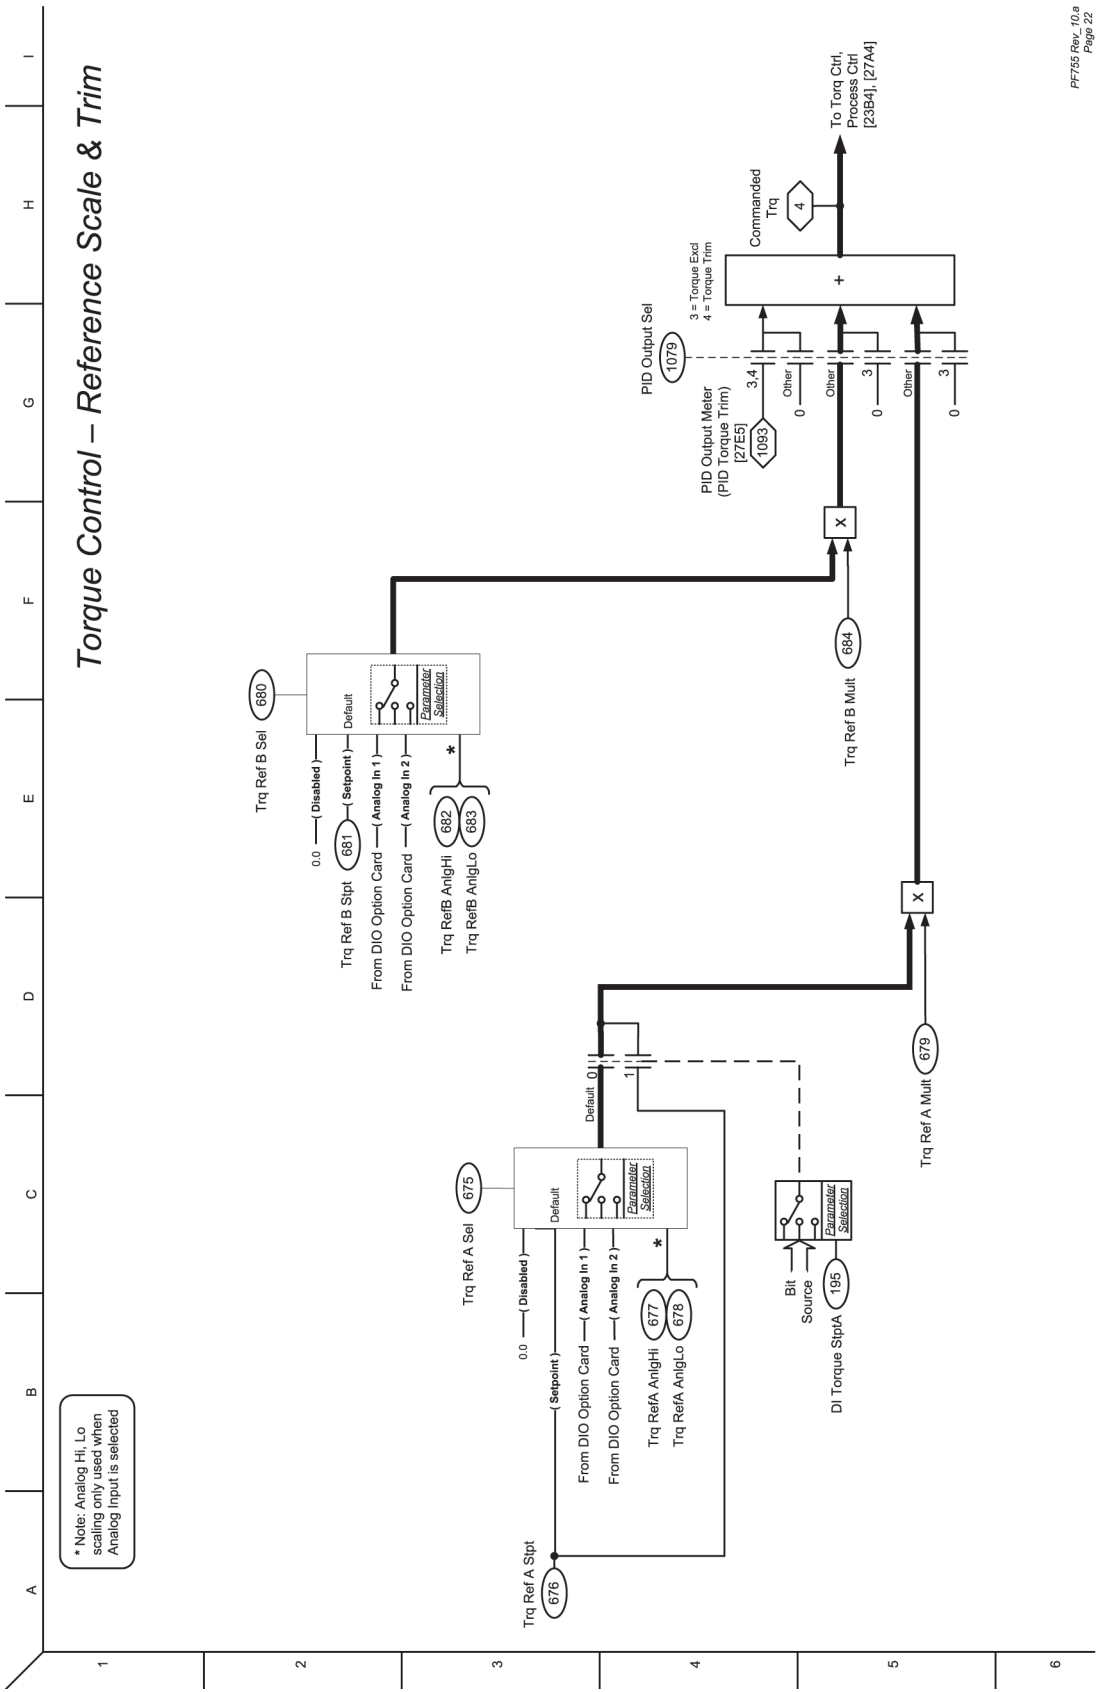 A
B
C
D
E
F
G
H
I
Torque Control – Reference Scale & Trim
* Note: Analog Hi, Lo
scaling only used when
Analog Input is selected
1
2
3
4
5
6
Trq Ref B Sel
680
0.0
( Disabled )
Trq Ref B Stpt
681
( Setpoint )
Default
From DIO Option Card
( Analog In 1 )
From DIO Option Card
( Analog In 2 )
Parameter
Selection
Trq RefB AnlgHi
682
Trq RefB AnlgLo
683
*
Trq Ref A Sel
675
0.0
( Disabled )
Trq Ref A Stpt
676
( Setpoint )
Default
From DIO Option Card
( Analog In 1 )
From DIO Option Card
( Analog In 2 )
Parameter
Selection
Trq RefA AnlgHi
677
Trq RefA AnlgLo
678
*
Default
0
1
Bit
Source
DI Torque StptA
195
Parameter
Selection
Trq Ref A Mult
679
X
Trq Ref B Mult
684
X
PID Output Sel
1079
3 = Torque Excl
4 = Torque Trim
PID Output Meter
(PID Torque Trim)
[27E5]
1093
3,4
Other
0
Other
3
0
Other
3
0
+
Commanded
Trq
4
To Torq Ctrl,
Process Ctrl
[23B4], [27A4]
PF755 Rev_10.a
Page 22